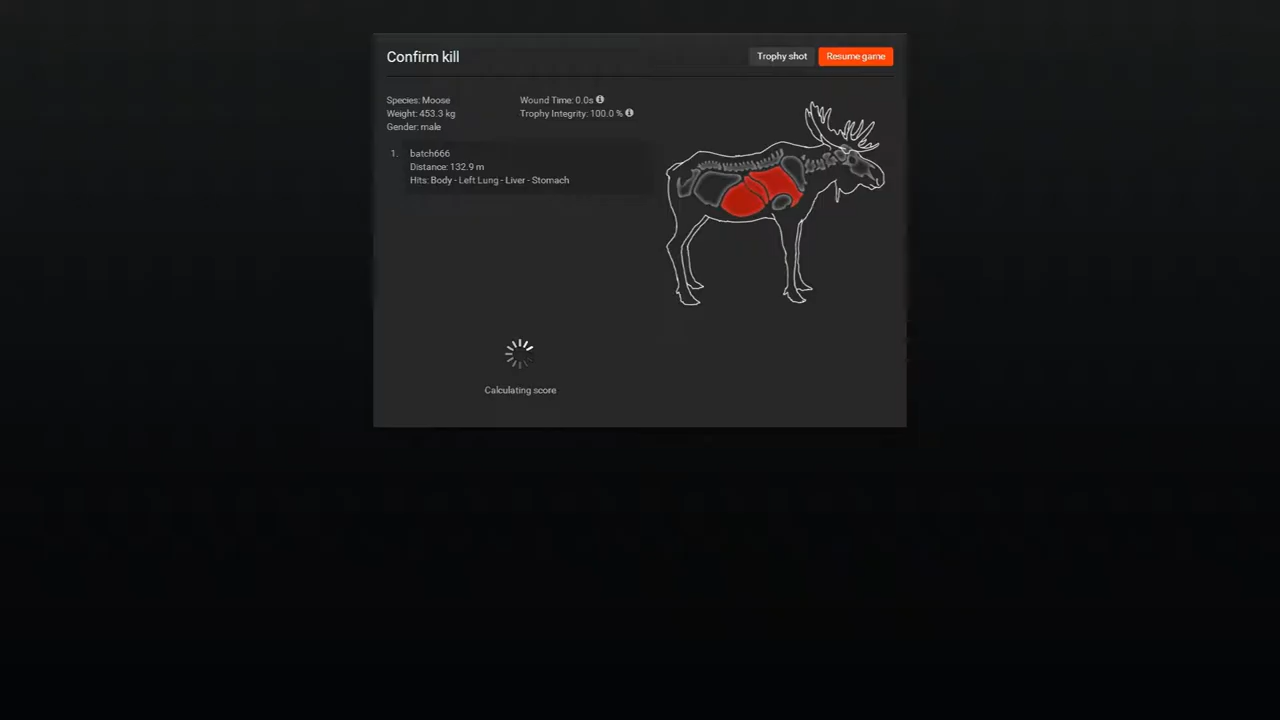 Confirm kill
Trophy shot
Resume game
Species: Moose
Weight: 453.3 kg
Gender: male
Wound Time: 0.0s
Trophy Integrity: 100.0 %
1. batch666
Distance: 132.9 m
Hits: Body - Left Lung - Liver - Stomach
Calculating score